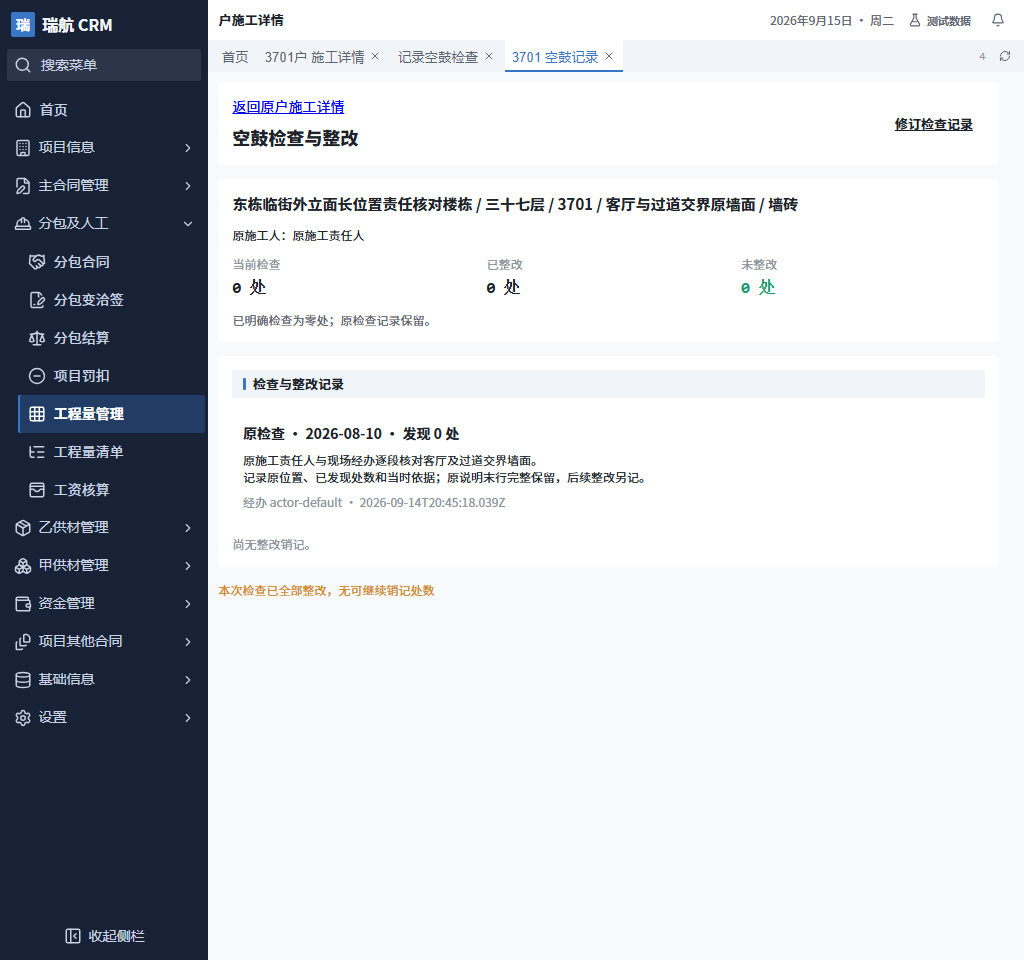 瑞 瑞航 CRM
搜索菜单
首页
项目信息
主合同管理
分包及人工
分包合同
分包变洽签
分包结算
项目罚扣
工程量管理
工程量清单
工资核算
乙供材管理
甲供材管理
资金管理
项目其他合同
基础信息
设置
收起侧栏
户施工详情
2026年9月15日 · 周二 测试数据
首页 3701户 施工详情 × 记录空鼓检查 × 3701 空鼓记录 × 4
返回原户施工详情
空鼓检查与整改
修订检查记录
东栋临街外立面长位置责任核对楼栋 / 三十七层 / 3701 / 客厅与过道交界原墙面 / 墙砖
原施工人：原施工责任人
当前检查 已整改 未整改
0 处 0 处 0 处
已明确检查为零处；原检查记录保留。
检查与整改记录
原检查 · 2026-08-10 · 发现 0 处
原施工责任人与现场经办逐段核对客厅及过道交界墙面。
记录原位置、已发现处数和当时依据；原说明末行完整保留，后续整改另记。
经办 actor-default · 2026-09-14T20:45:18.039Z
尚无整改销记。
本次检查已全部整改，无可继续销记处数